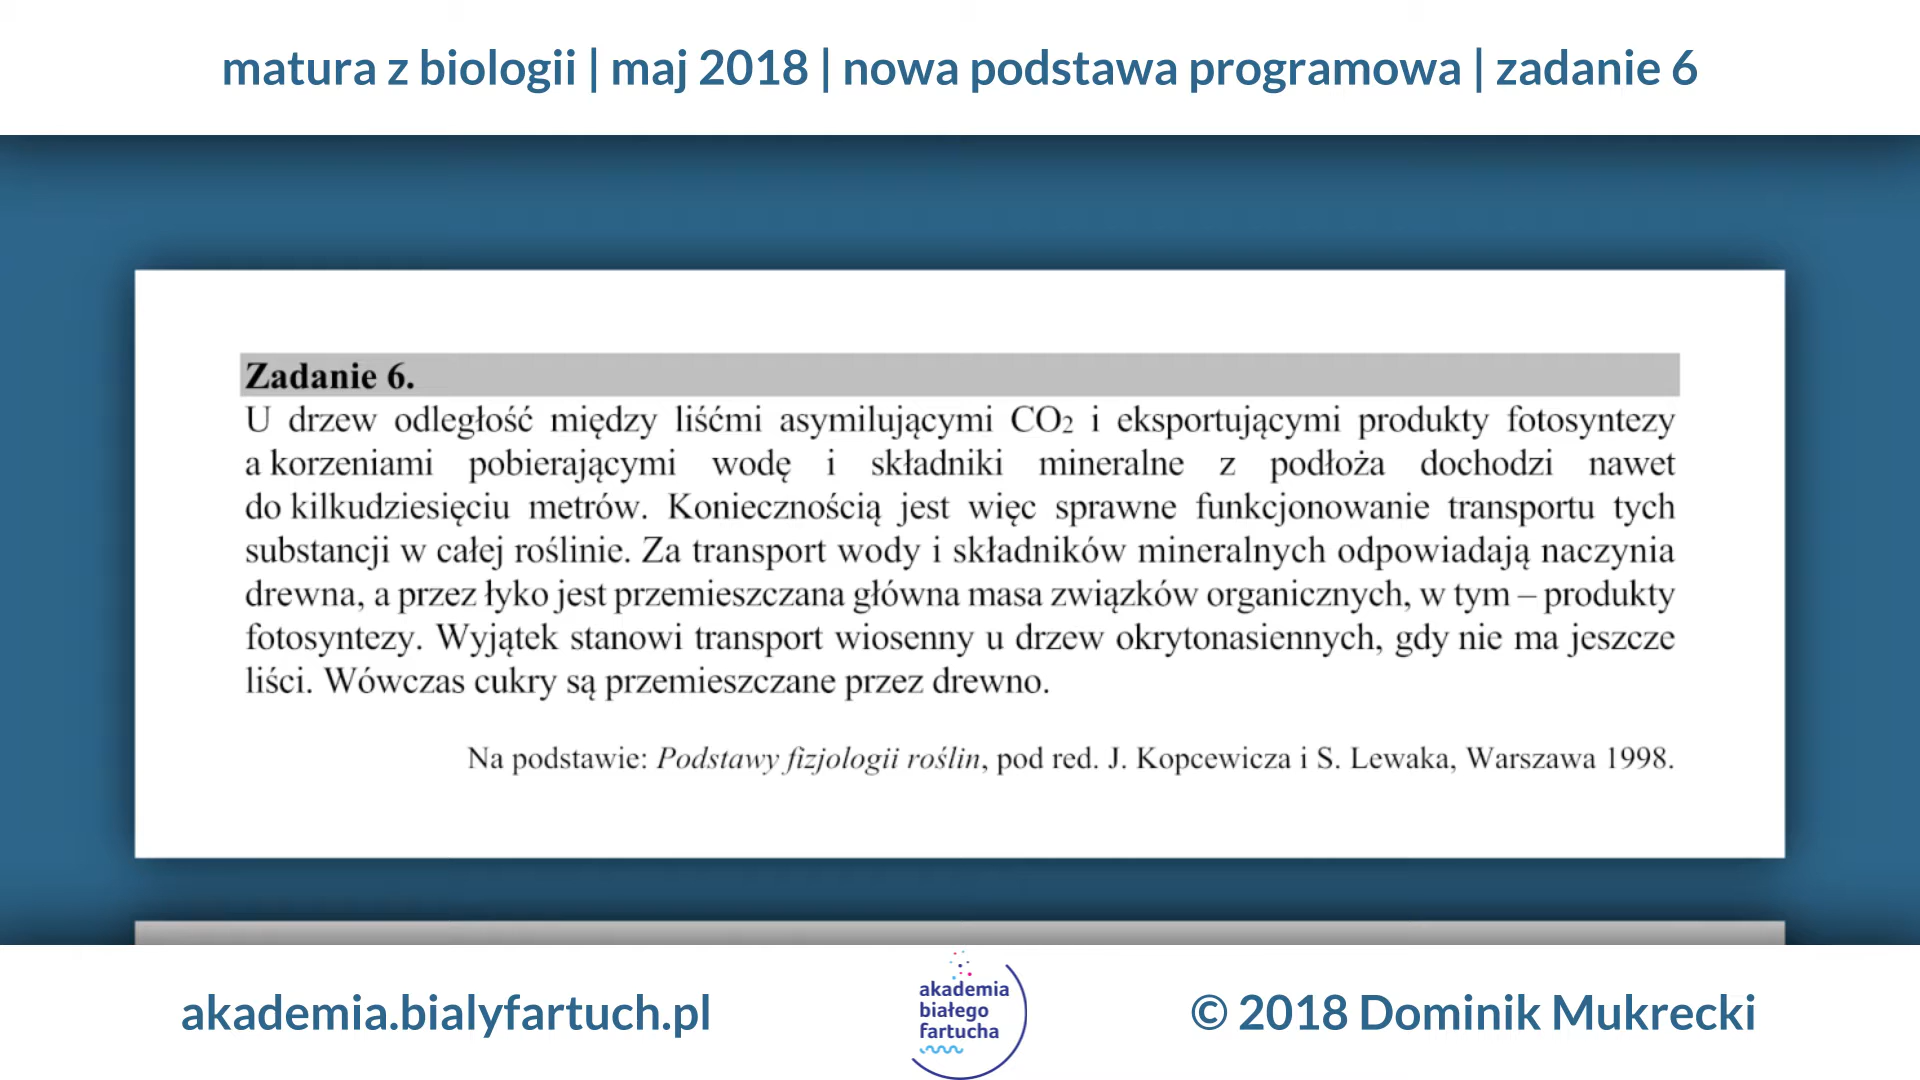 matura z biologii | maj 2018 | nowa podstawa programowa | zadanie 6
Zadanie 6.
U drzew odległość między liśćmi asymilującymi CO₂ i eksportującymi produkty fotosyntezy
a korzeniami pobierającymi wodę i składniki mineralne z podłoża dochodzi nawet
do kilkudziesięciu metrów. Koniecznością jest więc sprawne funkcjonowanie transportu tych
substancji w całej roślinie. Za transport wody i składników mineralnych odpowiadają naczynia
drewna, a przez łyko jest przemieszczana główna masa związków organicznych, w tym – produkty
fotosyntezy. Wyjątek stanowi transport wiosenny u drzew okrytonasiennych, gdy nie ma jeszcze
liści. Wówczas cukry są przemieszczane przez drewno.
Na podstawie: Podstawy fizjologii roślin, pod red. J. Kopcewicza i S. Lewaka, Warszawa 1998.
akademia.bialyfartuch.pl
akademia
białego
fartucha
© 2018 Dominik Mukrecki